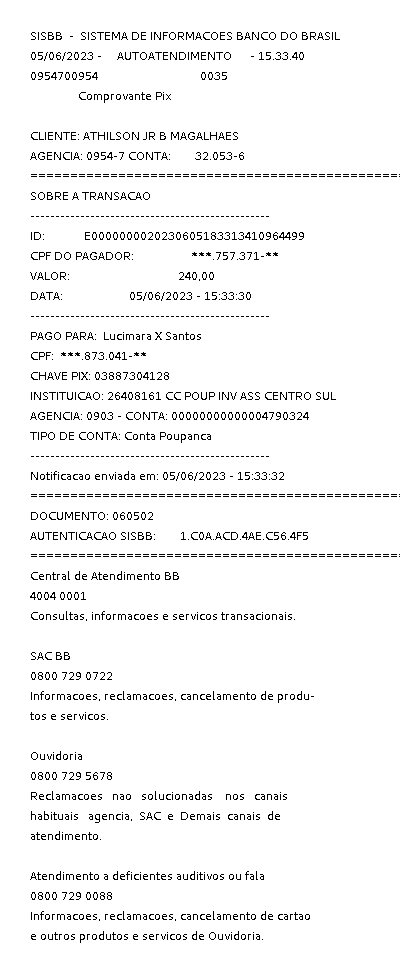 SISBB - SISTEMA DE INFORMACOES BANCO DO BRASIL
05/06/2023 - AUTOATENDIMENTO - 15.33.40
0954700954 0035
Comprovante Pix
CLIENTE: ATHILSON JR B MAGALHAES
AGENCIA: 0954-7 CONTA: 32.053-6
================================================
SOBRE A TRANSACAO
------------------------------------------------
ID: E0000000020230605183313410964499
CPF DO PAGADOR: ***.757.371-**
VALOR: 240,00
DATA: 05/06/2023 - 15:33:30
------------------------------------------------
PAGO PARA: Lucimara X Santos
CPF: ***.873.041-**
CHAVE PIX: 03887304128
INSTITUICAO: 26408161 CC POUP INV ASS CENTRO SUL
AGENCIA: 0903 - CONTA: 00000000000004790324
TIPO DE CONTA: Conta Poupanca
------------------------------------------------
Notificacao enviada em: 05/06/2023 - 15:33:32
================================================
DOCUMENTO: 060502
AUTENTICACAO SISBB: 1.C0A.ACD.4AE.C56.4F5
================================================
Central de Atendimento BB
4004 0001
Consultas, informacoes e servicos transacionais.
SAC BB
0800 729 0722
Informacoes, reclamacoes, cancelamento de produ-
tos e servicos.
Ouvidoria
0800 729 5678
Reclamacoes nao solucionadas nos canais
habituais agencia, SAC e Demais canais de
atendimento.
Atendimento a deficientes auditivos ou fala
0800 729 0088
Informacoes, reclamacoes, cancelamento de cartao
e outros produtos e servicos de Ouvidoria.